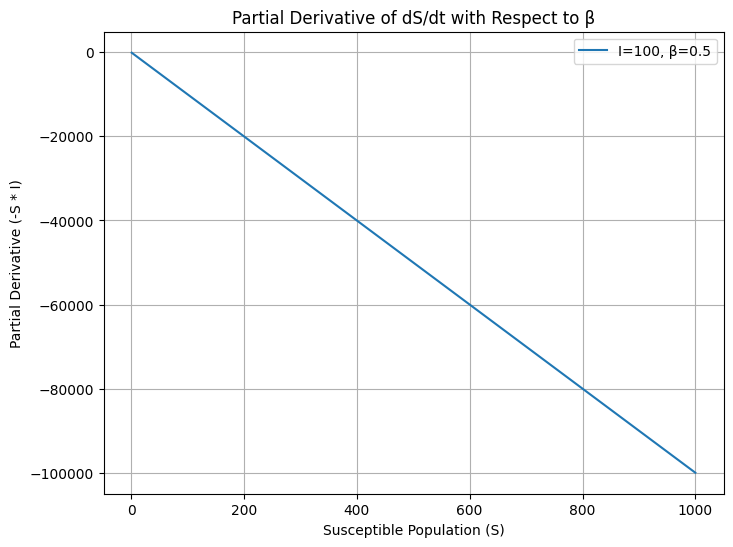 Partial Derivative of dS/dt with Respect to β
I=100, β=0.5
Partial Derivative (-S * I)
0
−20000
−40000
−60000
−80000
−100000
0 200 400 600 800 1000
Susceptible Population (S)